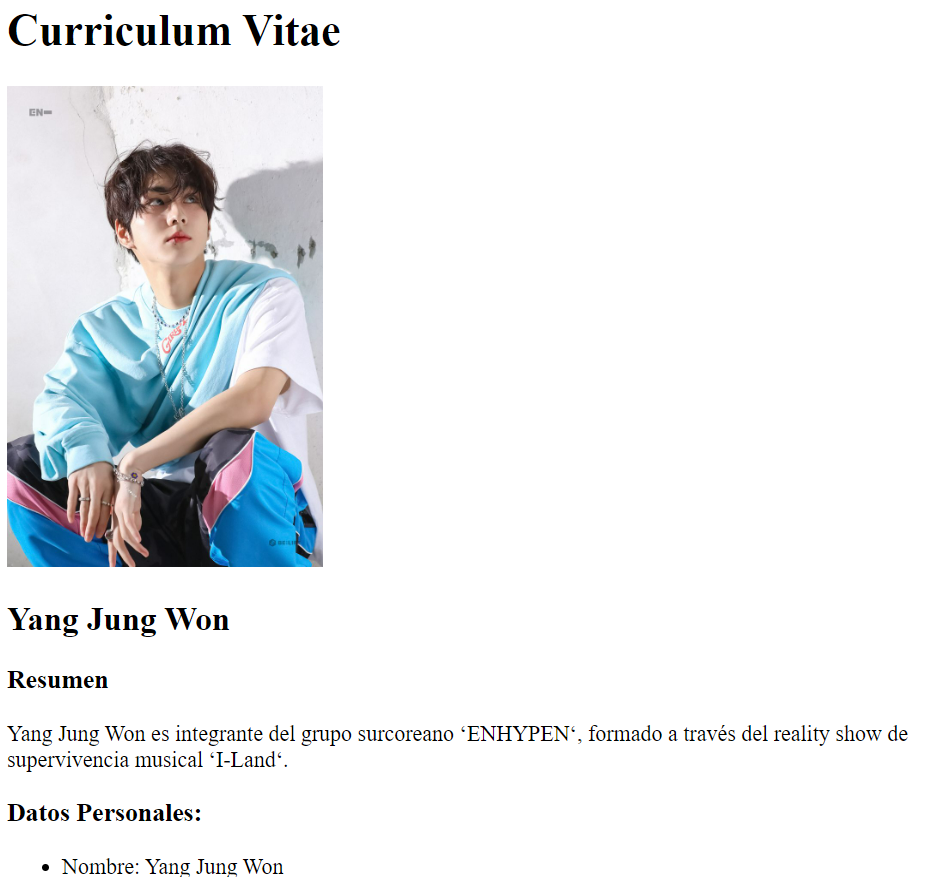 Curriculum Vitae
EN-
Yang Jung Won
Resumen
Yang Jung Won es integrante del grupo surcoreano ‘ENHYPEN‘, formado a través del reality show de
supervivencia musical ‘I-Land‘.
Datos Personales:
• Nombre: Yang Jung Won